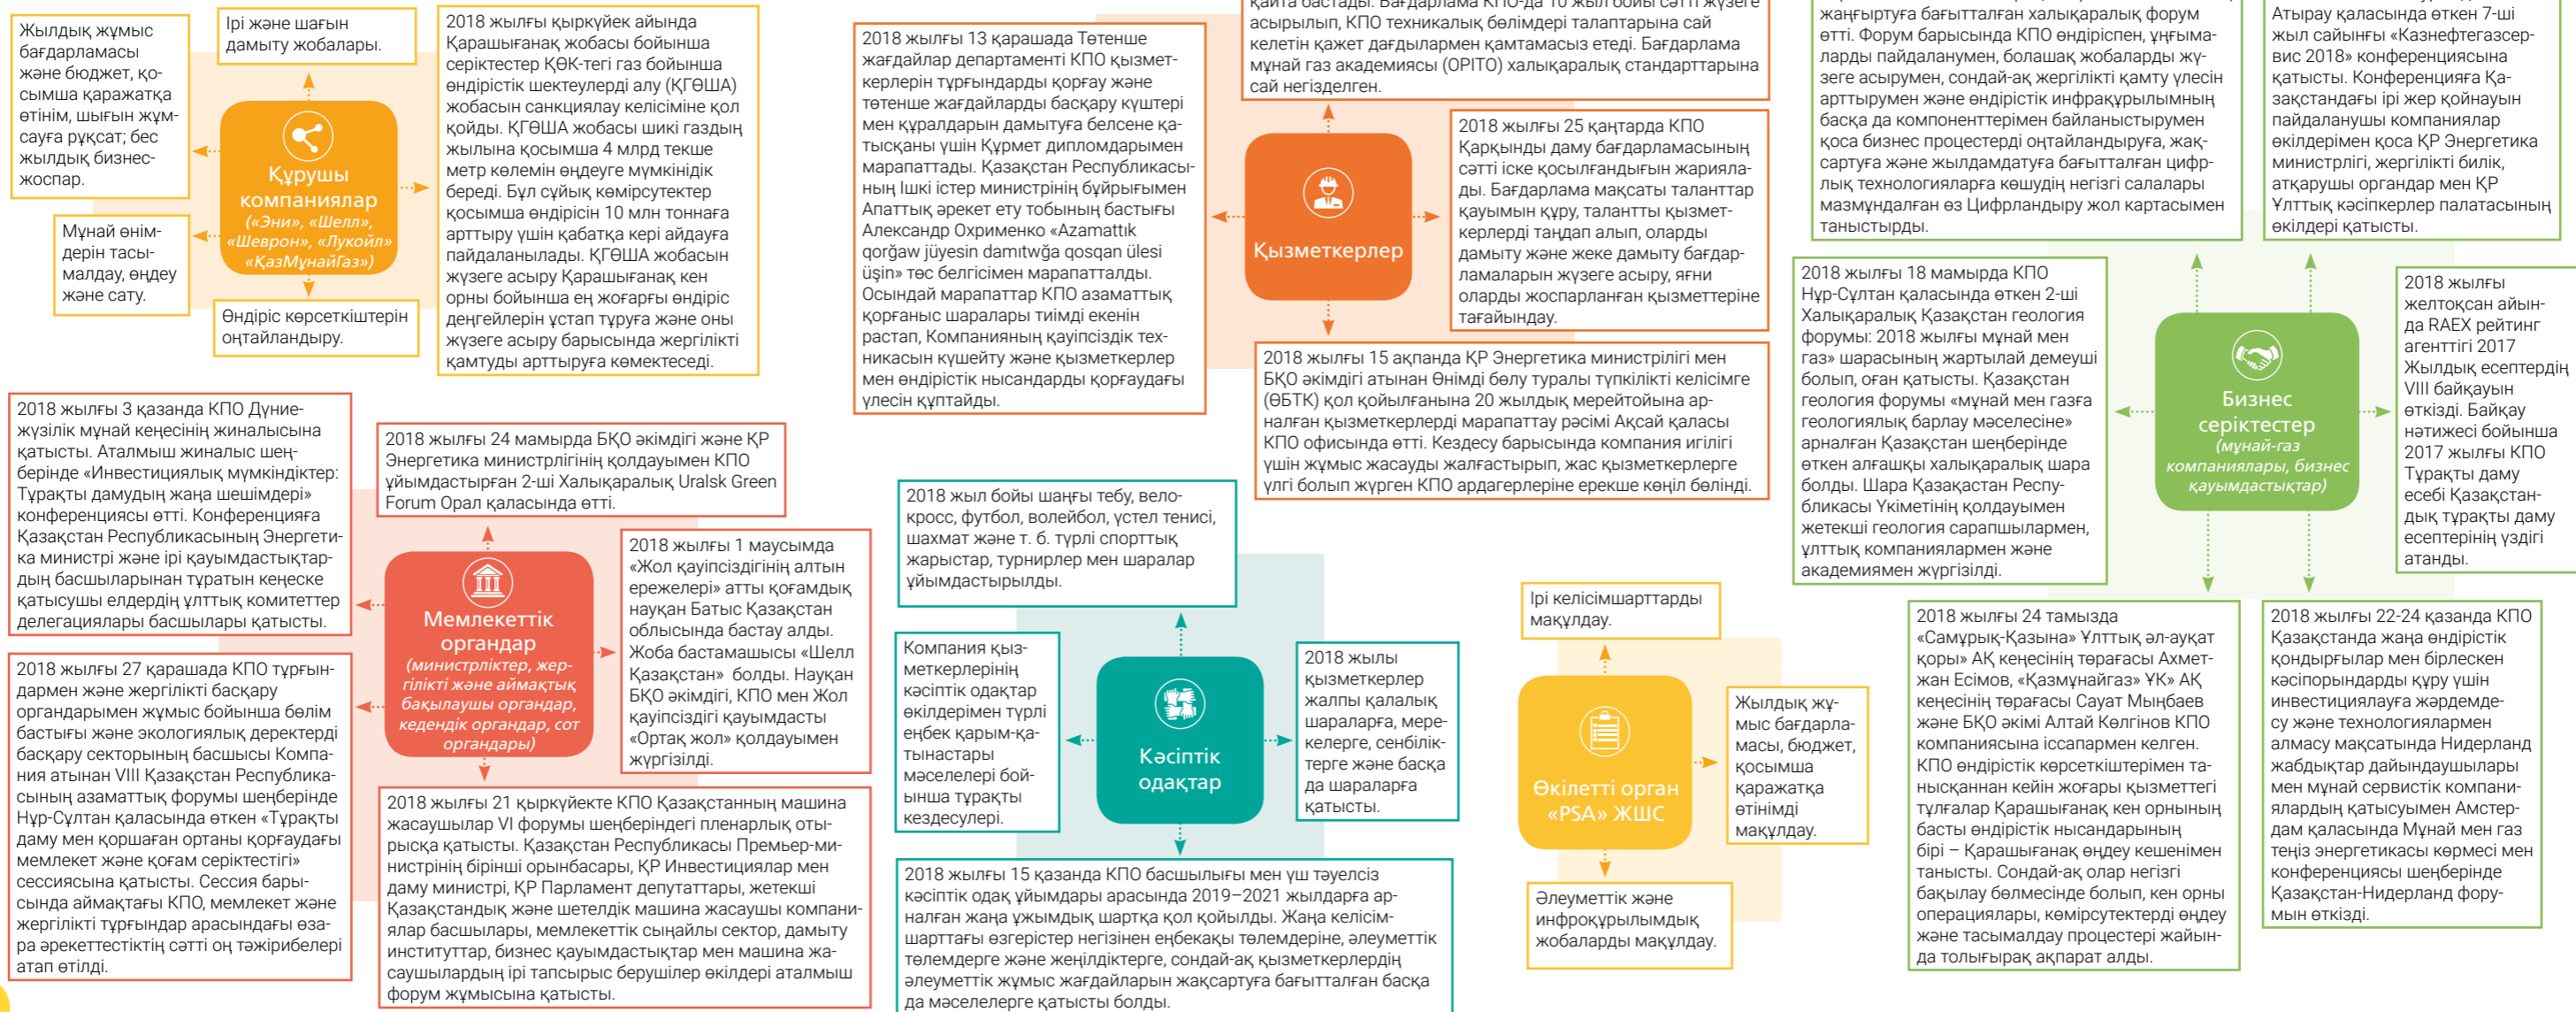 Жылдық жұмыс
бағдарламасы
және бюджет, қо-
сымша қаражатқа
өтінім, шығын жұм-
сауға рұқсат; бес
жылдық бизнес-
жоспар.
Ірі және шағын
дамыту жобалары.
Құрушы
компаниялар
(«Эни», «Шелл»,
«Шеврон», «Лукойл»
«ҚазМұнайГаз»)
Мұнай өнім-
дерін тасы-
малдау, өңдеу
және сату.
Өндіріс көрсеткіштерін
оңтайландыру.
2018 жылғы қыркүйек айында
Қарашығанақ жобасы бойынша
серіктестер ҚӨК-тегі газ бойынша
өндірістік шектеулерді алу (ҚГӨША)
жобасын санкциялау келісіміне қол
қойды. ҚГӨША жобасы шикі газдың
жылына қосымша 4 млрд текше
метр көлемін өңдеуге мүмкінідік
береді. Бұл сұйық көмірсутектер
қосымша өндірісін 10 млн тоннаға
арттыру үшін қабатқа кері айдауға
пайдаланылады. ҚГӨША жобасын
жүзеге асыру Қарашығанақ кен
орны бойынша ең жоғарғы өндіріс
деңгейлерін ұстап тұруға және оны
жүзеге асыру барысында жергілікті
қамтуды арттыруға көмектеседі.
2018 жылғы 13 қарашада Төтенше
жағдайлар департаменті КПО қызмет-
керлерін тұрғындарды қорғау және
төтенше жағдайларды басқару күштері
мен құралдарын дамытуға белсене қа-
тысқаны үшін Құрмет дипломдарымен
марапаттады. Қазақстан Республикасы-
ның Ішкі істер министрінің бұйрығымен
Апаттық әрекет ету тобының бастығы
Александр Охрименко «Azamattık
qorğaw jüyesin damıtwğa qosqan ülesi
üşin» төс белгісімен марапатталды.
Осындай марапаттар КПО азаматтық
қорғаныс шаралары тиімді екенін
растап, Компанияның қауіпсіздік тех-
никасын күшейту және қызметкерлер
мен өндірістік нысандарды қорғаудағы
үлесін құптайды.
қайта бастады. Бағдарлама КПО-да 10 жыл бойы сәтті жүзеге
асырылып, КПО техникалық бөлімдері талаптарына сай
келетін қажет дағдылармен қамтамасыз етеді. Бағдарлама
мұнай газ академиясы (OPITO) халықаралық стандарттарына
сай негізделген.
Қызметкерлер
2018 жылғы 25 қаңтарда КПО
Қарқынды даму бағдарламасының
сәтті іске қосылғандығын жарияла-
ды. Бағдарлама мақсаты таланттар
қауымын құру, талантты қызмет-
керлерді таңдап алып, оларды
дамыту және жеке дамыту бағдар-
ламаларын жүзеге асыру, яғни
оларды жоспарланған қызметтеріне
тағайындау.
2018 жылғы 15 ақпанда ҚР Энергетика министрілігі мен
БҚО әкімдігі атынан Өнімді бөлу туралы түпкілікті келісімге
(ӨБТК) қол қойылғанына 20 жылдық мерейтойына ар-
налған қызметкерлерді марапаттау рәсімі Ақсай қаласы
КПО офисында өтті. Кездесу барысында компания игілігі
үшін жұмыс жасауды жалғастырып, жас қызметкерлерге
үлгі болып жүрген КПО ардагерлеріне ерекше көңіл бөлінді.
жаңғыртуға бағытталған халықаралық форум
өтті. Форум барысында КПО өндіріспен, ұңғыма-
ларды пайдаланумен, болашақ жобаларды жү-
зеге асырумен, сондай-ақ жергілікті қамту үлесін
арттырумен және өндірістік инфрақұрылымның
басқа да компоненттерімен байланыстырумен
қоса бизнес процестерді оңтайландыруға, жақ-
сартуға және жылдамдатуға бағытталған цифр-
лық технологияларға көшудің негізгі салалары
мазмұндалған өз Цифрландыру жол картасымен
таныстырды.
Атырау қаласында өткен 7-ші
жыл сайынғы «Казнефтегазсер-
вис 2018» конференциясына
қатысты. Конференцияға Қа-
зақстандағы ірі жер қойнауын
пайдаланушы компаниялар
өкілдерімен қоса ҚР Энергетика
министрлігі, жергілікті билік,
атқарушы органдар мен ҚР
Ұлттық кәсіпкерлер палатасының
өкілдері қатысты.
2018 жылғы 18 мамырда КПО
Нұр-Сұлтан қаласында өткен 2-ші
Халықаралық Қазақстан геология
форумы: 2018 жылғы мұнай мен
газ» шарасының жартылай демеуші
болып, оған қатысты. Қазақстан
геология форумы «мұнай мен газға
геологиялық барлау мәселесіне»
арналған Қазақстан шеңберінде
өткен алғашқы халықаралық шара
болды. Шара Қазақастан Респу-
бликасы Үкіметінің қолдауымен
жетекші геология сарапшылармен,
ұлттық компаниялармен және
академиямен жүргізілді.
Бизнес
серіктестер
(мұнай-газ
компаниялары, бизнес
қауымдастықтар)
2018 жылғы
желтоқсан айын-
да RAEX рейтинг
агенттігі 2017
Жылдық есептердің
VIII байқауын
өткізді. Байқау
нәтижесі бойынша
2017 жылғы КПО
Тұрақты даму
есебі Қазақстан-
дық тұрақты даму
есептерінің үздігі
атанды.
2018 жылғы 24 тамызда
«Самұрық-Қазына» Ұлттық әл-ауқат
қоры» АҚ кеңесінің төрағасы Ахмет-
жан Есімов, «Қазмұнайгаз» ҰК» АҚ
кеңесінің төрағасы Сауат Мыңбаев
және БҚО әкімі Алтай Көлгінов КПО
компаниясына іссапармен келген.
КПО өндірістік көрсеткіштерімен та-
нысқаннан кейін жоғары қызметтегі
тұлғалар Қарашығанақ кен орнының
басты өндірістік нысандарының
бірі – Қарашығанақ өңдеу кешенімен
танысты. Сондай-ақ олар негізгі
бақылау бөлмесінде болып, кен орны
операциялары, көмірсутектерді өңдеу
және тасымалдау процестері жайын-
да толығырақ ақпарат алды.
2018 жылғы 22-24 қазанда КПО
Қазақстанда жаңа өндірістік
қондырғылар мен бірлескен
кәсіпорындарды құру үшін
инвестициялауға жәрдемде-
су және технологиялармен
алмасу мақсатында Нидерланд
жабдықтар дайындаушылары
мен мұнай сервистік компани-
ялардың қатысуымен Амстер-
дам қаласында Мұнай мен газ
теңіз энергетикасы көрмесі мен
конференциясы шеңберінде
Қазақстан-Нидерланд фору-
мын өткізді.
2018 жылғы 3 қазанда КПО Дүние-
жүзілік мұнай кеңесінің жиналысына
қатысты. Аталмыш жиналыс шең-
берінде «Инвестициялық мүмкіндіктер:
Тұрақты дамудың жаңа шешімдері»
конференциясы өтті. Конференцияға
Қазақстан Республикасының Энергети-
ка министрі және ірі қауымдастықтар-
дың басшыларынан тұратын кеңеске
қатысушы елдердің ұлттық комитеттер
делегациялары басшылары қатысты.
2018 жылғы 24 мамырда БҚО әкімдігі және ҚР
Энергетика министрлігінің қолдауымен КПО
ұйымдастырған 2-ші Халықаралық Uralsk Green
Forum Орал қаласында өтті.
Мемлекеттік
органдар
(министрліктер, жер-
гілікті және аймақтық
бақылаушы органдар,
кедендік органдар, сот
органдары)
2018 жылғы 1 маусымда
«Жол қауіпсіздігінің алтын
ережелері» атты қоғамдық
науқан Батыс Қазақстан
облысында бастау алды.
Жоба бастамашысы «Шелл
Қазақстан» болды. Науқан
БҚО әкімдігі, КПО мен Жол
қауіпсіздігі қауымдасты
«Ортақ жол» қолдауымен
жүргізілді.
2018 жылғы 27 қарашада КПО тұрғын-
дармен және жергілікті басқару
органдарымен жұмыс бойынша бөлім
бастығы және экологиялық деректерді
басқару секторының басшысы Компа-
ния атынан VIII Қазақстан Республика-
сының азаматтық форумы шеңберінде
Нұр-Сұлтан қаласында өткен «Тұрақты
даму мен қоршаған ортаны қорғаудағы
мемлекет және қоғам серіктестігі»
сессиясына қатысты. Сессия бары-
сында аймақтағы КПО, мемлекет және
жергілікті тұрғындар арасындағы өза-
ра әрекеттестіктің сәтті оң тәжірибелері
атап өтілді.
2018 жылғы 21 қыркүйекте КПО Қазақстанның машина
жасаушылар VI форумы шеңберіндегі пленарлық оты-
рысқа қатысты. Қазақстан Республикасы Премьер-ми-
нистрінің бірінші орынбасары, ҚР Инвестициялар мен
даму министрі, ҚР Парламент депутаттары, жетекші
Қазақстандық және шетелдік машина жасаушы компани-
ялар басшылары, мемлекеттік сыңайлы сектор, дамыту
институттар, бизнес қауымдастықтар мен машина жа-
саушылардың ірі тапсырыс берушілер өкілдері аталмыш
форум жұмысына қатысты.
2018 жыл бойы шаңғы тебу, вело-
кросс, футбол, волейбол, үстел тенисі,
шахмат және т. б. түрлі спорттық
жарыстар, турнирлер мен шаралар
ұйымдастырылды.
Компания қыз-
меткерлерінің
кәсіптік одақтар
өкілдерімен түрлі
еңбек қарым-қа-
тынастары
мәселелері бой-
ынша тұрақты
кездесулері.
Кәсіптік
одақтар
2018 жылы
қызметкерлер
жалпы қалалық
шараларға, мере-
келерге, сенбілік-
терге және басқа
да шараларға
қатысты.
2018 жылғы 15 қазанда КПО басшылығы мен үш тәуелсіз
кәсіптік одақ ұйымдары арасында 2019–2021 жылдарға ар-
налған жаңа ұжымдық шартқа қол қойылды. Жаңа келісім-
шарттағы өзгерістер негізінен еңбекақы төлемдеріне, әлеуметтік
төлемдерге және жеңілдіктерге, сондай-ақ қызметкерлердің
әлеуметтік жұмыс жағдайларын жақсартуға бағытталған басқа
да мәселелерге қатысты болды.
Ірі келісімшарттарды
мақұлдау.
Өкілетті орган
«PSA» ЖШС
Жылдық жұ-
мыс бағдарла-
масы, бюджет,
қосымша
қаражатқа
өтінімді
мақұлдау.
Әлеуметтік және
инфроқұрылымдық
жобаларды мақұлдау.